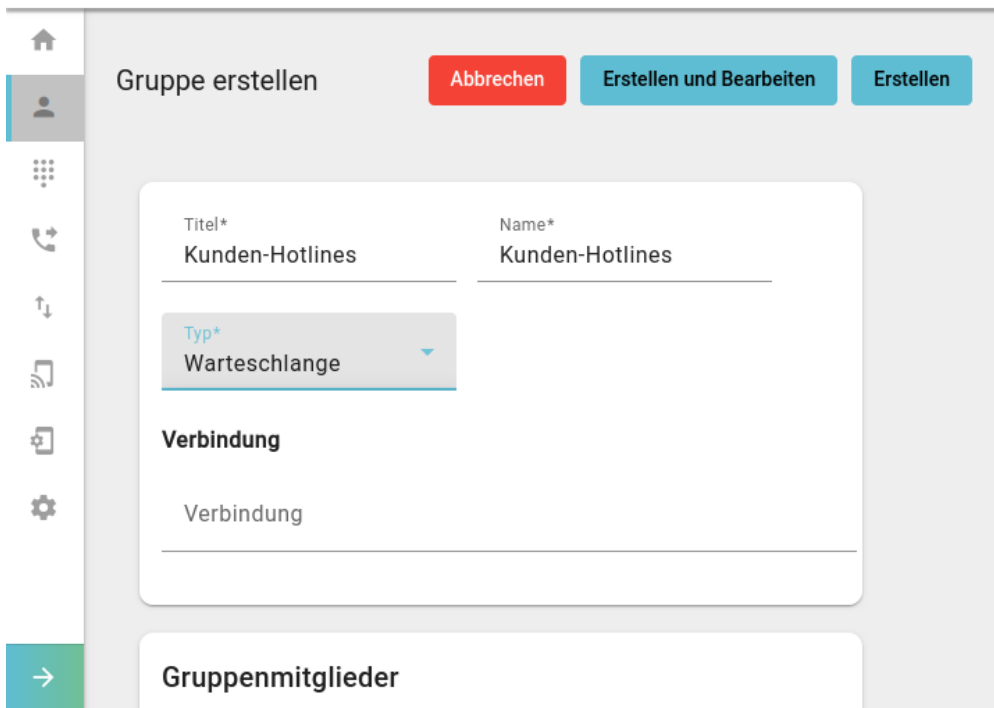 Gruppe erstellen
Abbrechen
Erstellen und Bearbeiten
Erstellen
Titel*
Kunden-Hotlines
Name*
Kunden-Hotlines
Typ*
Warteschlange
Verbindung
Verbindung
Gruppenmitglieder